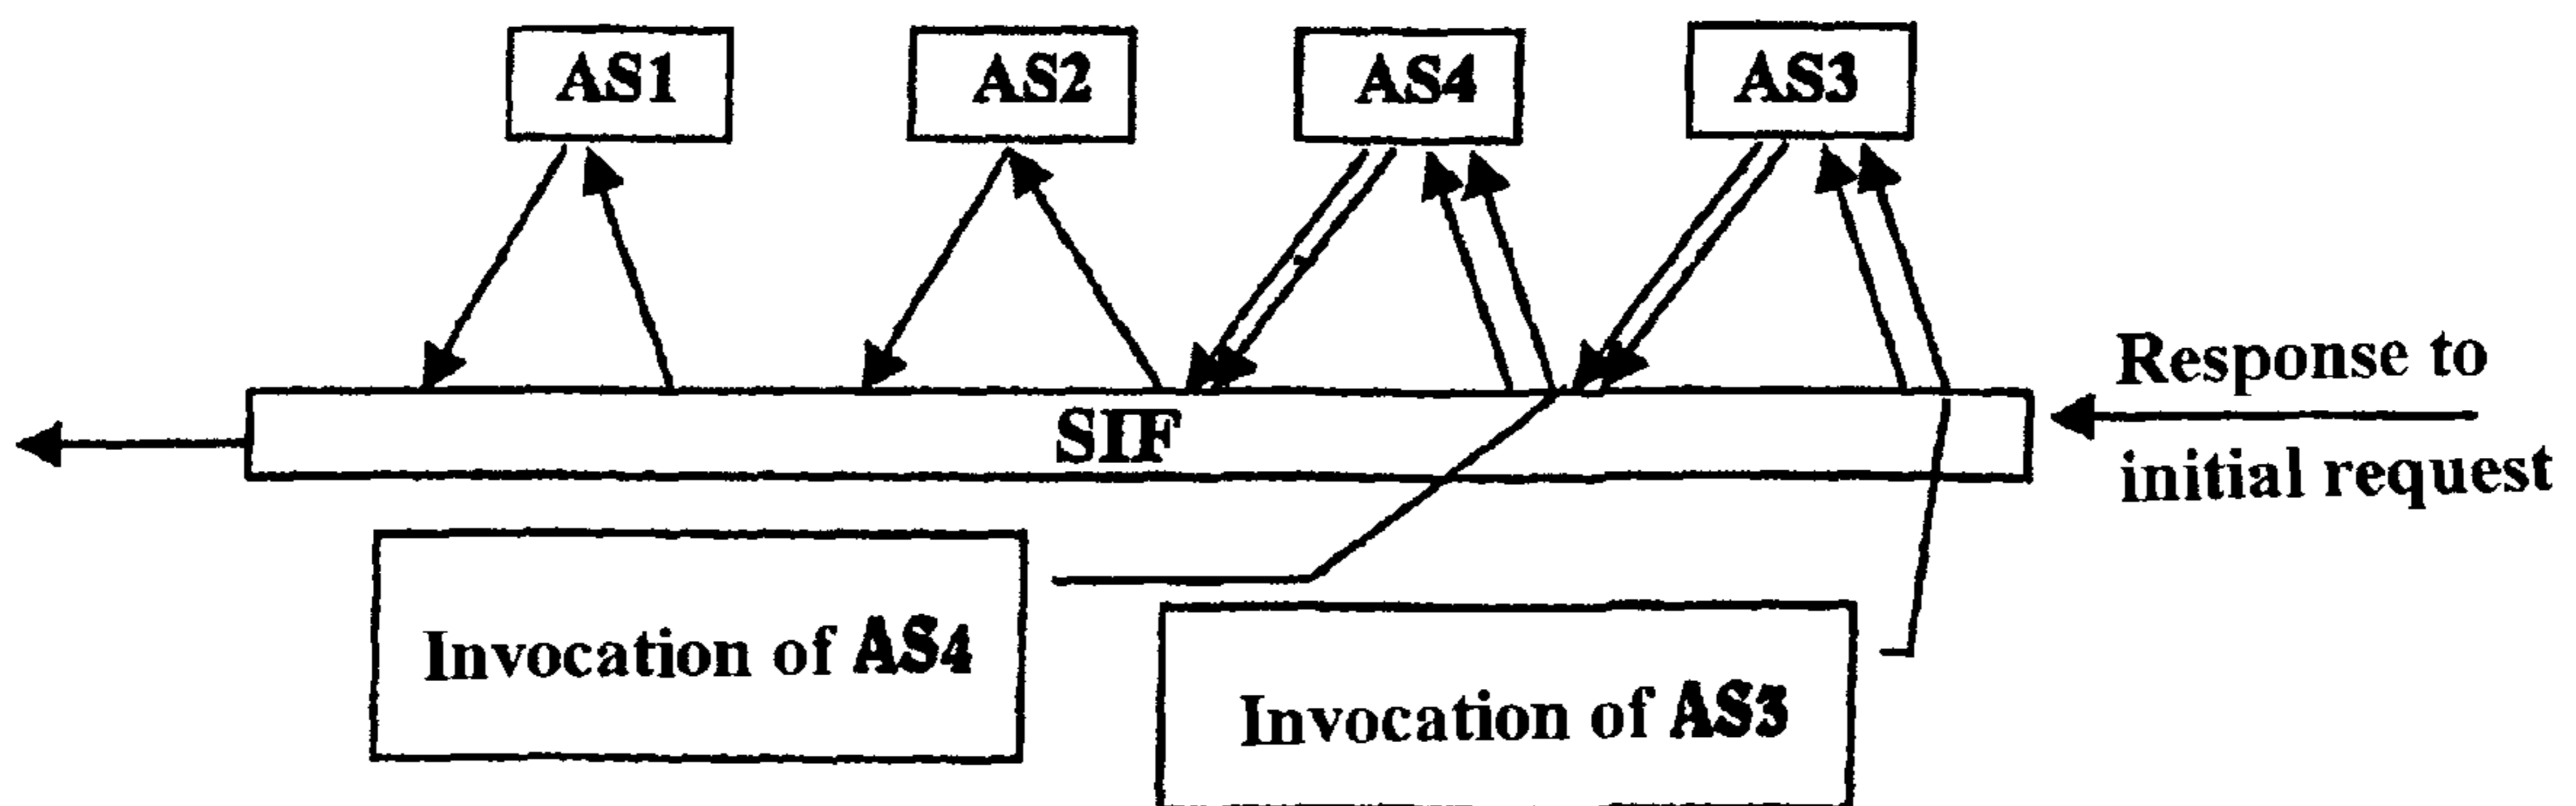 AS1
AS2
AS4
AS3
Response to
initial request
SIF
Invocation of AS4
Invocation of AS3